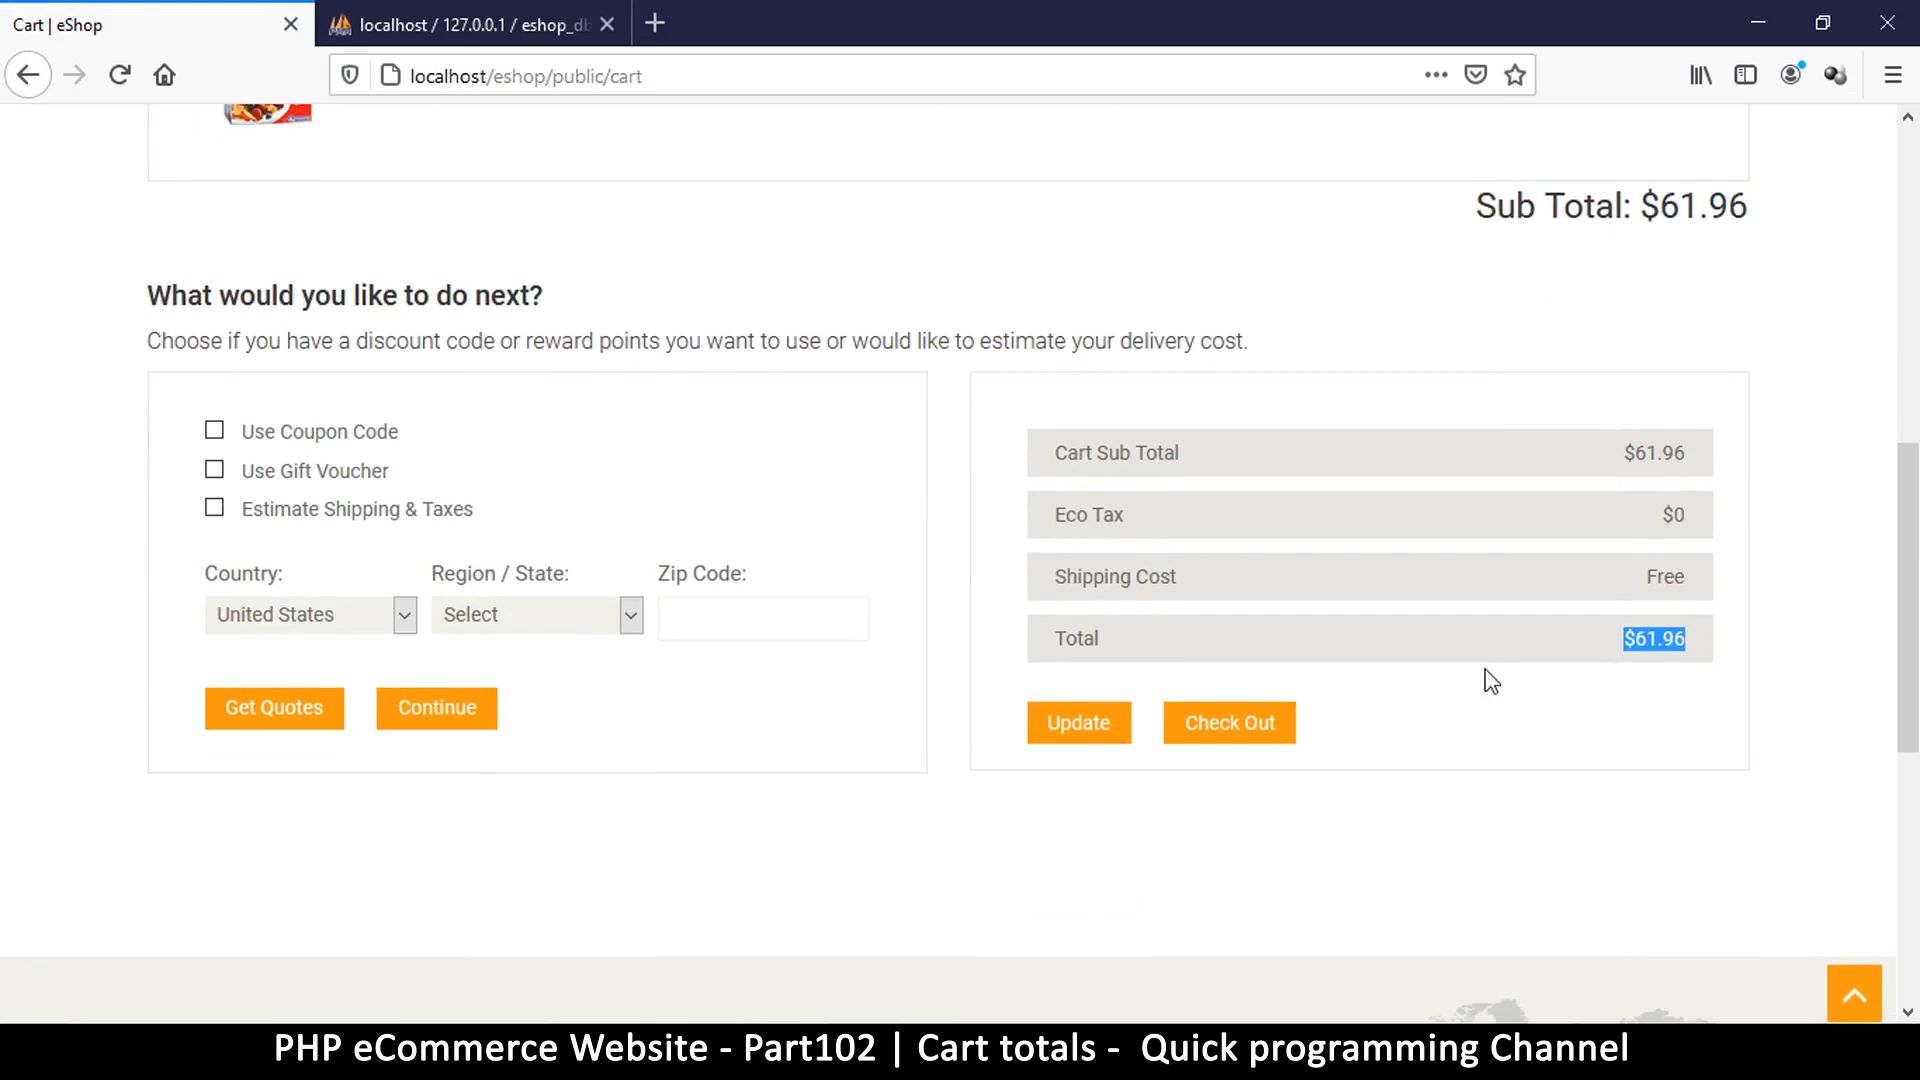 Cart | eShop
localhost / 127.0.0.1 / eshop_db
localhost/eshop/public/cart
Sub Total: $61.96
What would you like to do next?
Choose if you have a discount code or reward points you want to use or would like to estimate your delivery cost.
Use Coupon Code
Use Gift Voucher
Estimate Shipping & Taxes
Country:
Region / State:
Zip Code:
United States
Select
Get Quotes
Continue
Cart Sub Total
$61.96
Eco Tax
$0
Shipping Cost
Free
Total
$61.96
Update
Check Out
PHP eCommerce Website - Part102 | Cart totals - Quick programming Channel